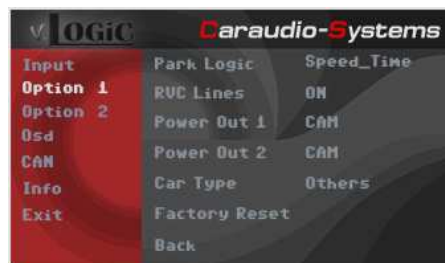 v.LOGiC Caraudio-Systems
Input
Option 1
Option 2
Osd
CAN
Info
Exit
Park Logic Speed_Time
RVC Lines ON
Power Out 1 CAM
Power Out 2 CAM
Car Type Others
Factory Reset
Back